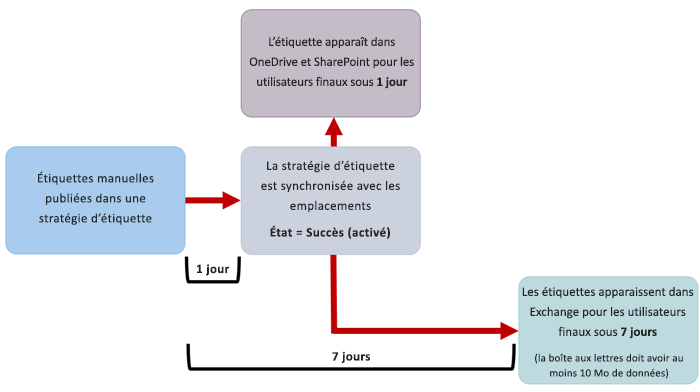 L'étiquette apparaît dans
OneDrive et SharePoint pour les
utilisateurs finaux sous 1 jour
Étiquettes manuelles
publiées dans une
stratégie d'étiquette
La stratégie d'étiquette
est synchronisée avec les
emplacements
État = Succès (activé)
1 jour
Les étiquettes apparaissent dans
Exchange pour les utilisateurs
finaux sous 7 jours
(la boîte aux lettres doit avoir au
moins 10 Mo de données)
7 jours